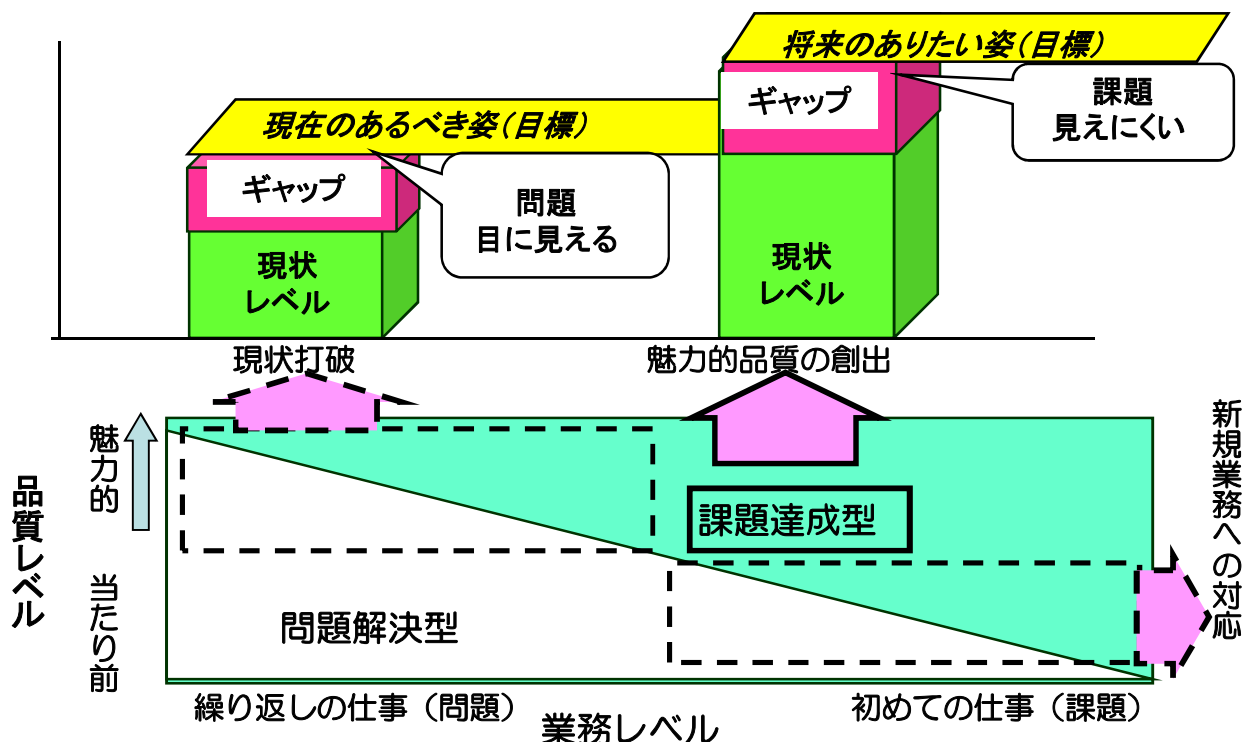 将来のありたい姿（目標）
ギャップ
課題
見えにくい
現在のあるべき姿（目標）
ギャップ
問題
目に見える
現状
レベル
現状
レベル
現状打破
魅力的品質の創出
品質レベル
魅力的
当たり前
課題達成型
問題解決型
新規業務への対応
繰り返しの仕事（問題）
初めての仕事（課題）
業務レベル